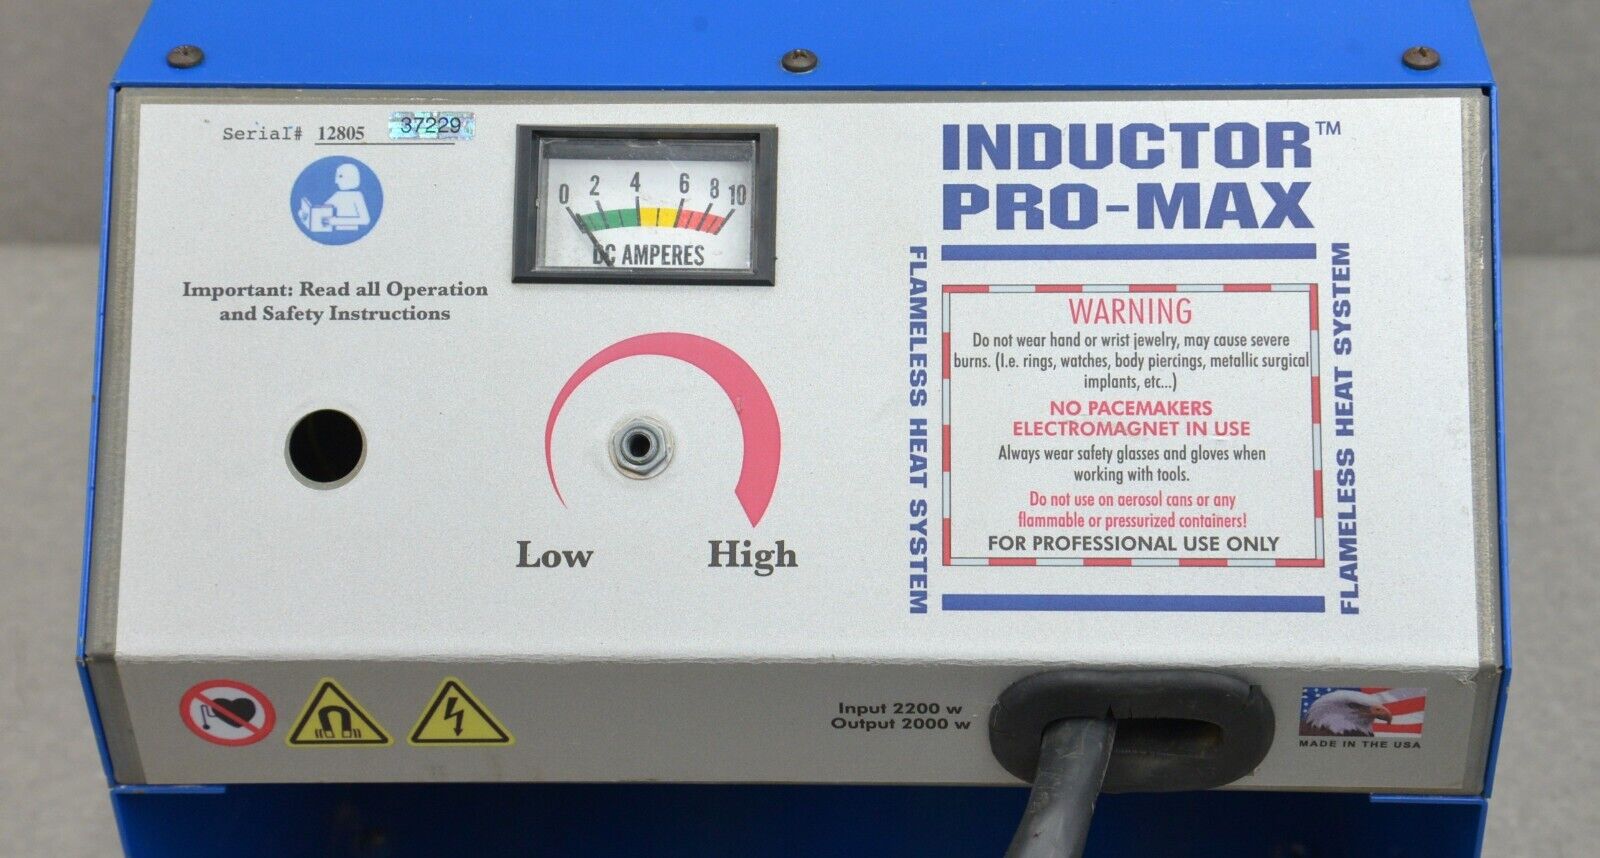 Serial# 12805 37229
0 2 4 6 8 10
DC AMPERES
Important: Read all Operation
and Safety Instructions
Low High
INDUCTOR™
PRO-MAX
FLAMELESS HEAT SYSTEM
WARNING
Do not wear hand or wrist jewelry, may cause severe
burns. (I.e. rings, watches, body piercings, metallic surgical
implants, etc...)
NO PACEMAKERS
ELECTROMAGNET IN USE
Always wear safety glasses and gloves when
working with tools.
Do not use on aerosol cans or any
flammable or pressurized containers!
FOR PROFESSIONAL USE ONLY
FLAMELESS HEAT SYSTEM
Input 2200 w
Output 2000 w
MADE IN THE USA